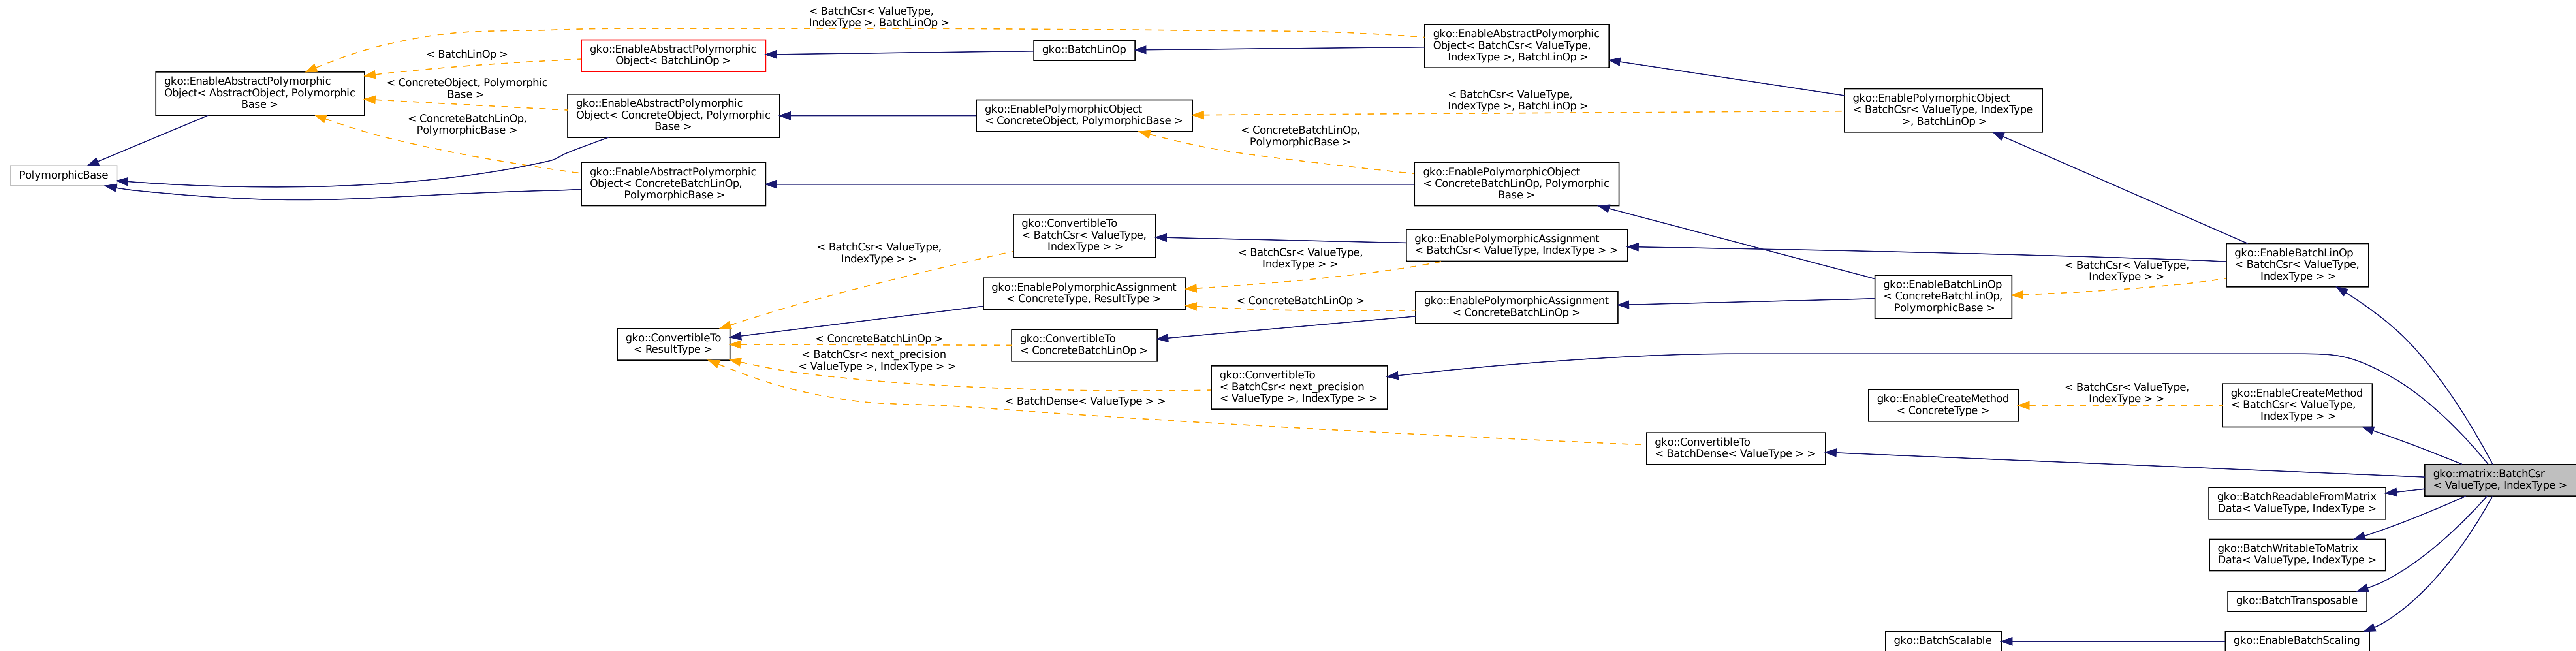 < BatchCsr< ValueType,
IndexType >, BatchLinOp >
gko::EnableAbstractPolymorphic
Object< BatchLinOp >
< BatchLinOp >
gko::BatchLinOp
gko::EnableAbstractPolymorphic
Object< BatchCsr< ValueType,
IndexType >, BatchLinOp >
gko::EnableAbstractPolymorphic
Object< AbstractObject, Polymorphic
Base >
< ConcreteObject, Polymorphic
Base >
gko::EnableAbstractPolymorphic
Object< ConcreteObject, Polymorphic
Base >
gko::EnablePolymorphicObject
< ConcreteObject, PolymorphicBase >
< BatchCsr< ValueType,
IndexType >, BatchLinOp >
gko::EnablePolymorphicObject
< BatchCsr< ValueType, IndexType
>, BatchLinOp >
< ConcreteBatchLinOp,
PolymorphicBase >
< ConcreteBatchLinOp,
PolymorphicBase >
PolymorphicBase
gko::EnableAbstractPolymorphic
Object< ConcreteBatchLinOp,
PolymorphicBase >
gko::EnablePolymorphicObject
< ConcreteBatchLinOp, Polymorphic
Base >
gko::ConvertibleTo
< BatchCsr< ValueType,
IndexType > >
< BatchCsr< ValueType,
IndexType > >
gko::EnablePolymorphicAssignment
< BatchCsr< ValueType, IndexType > >
< BatchCsr< ValueType,
IndexType > >
gko::EnableBatchLinOp
< BatchCsr< ValueType,
IndexType > >
< BatchCsr< ValueType,
IndexType > >
gko::EnablePolymorphicAssignment
< ConcreteType, ResultType >
< ConcreteBatchLinOp >
gko::EnablePolymorphicAssignment
< ConcreteBatchLinOp >
gko::EnableBatchLinOp
< ConcreteBatchLinOp,
PolymorphicBase >
gko::ConvertibleTo
< ResultType >
< ConcreteBatchLinOp >
gko::ConvertibleTo
< ConcreteBatchLinOp >
< BatchCsr< next_precision
< ValueType >, IndexType > >
gko::ConvertibleTo
< BatchCsr< next_precision
< ValueType >, IndexType > >
< BatchDense< ValueType > >
gko::EnableCreateMethod
< ConcreteType >
< BatchCsr< ValueType,
IndexType > >
gko::EnableCreateMethod
< BatchCsr< ValueType,
IndexType > >
gko::ConvertibleTo
< BatchDense< ValueType > >
gko::matrix::BatchCsr
< ValueType, IndexType >
gko::BatchReadableFromMatrix
Data< ValueType, IndexType >
gko::BatchWritableToMatrix
Data< ValueType, IndexType >
gko::BatchTransposable
gko::BatchScalable
gko::EnableBatchScaling